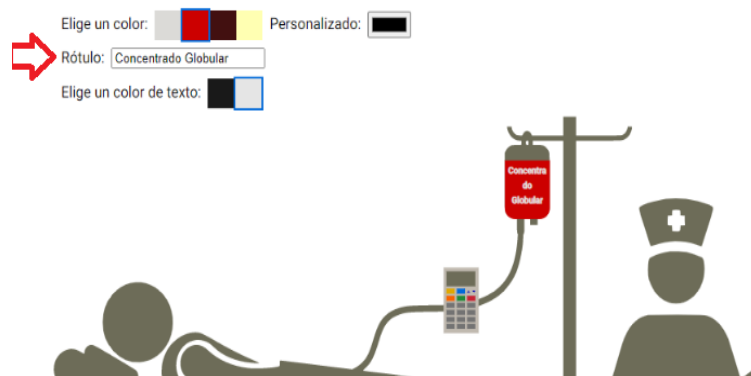 Elige un color: Personalizado:
Rótulo: Concentrado Globular
Elige un color de texto:
Concentra
do
Globular